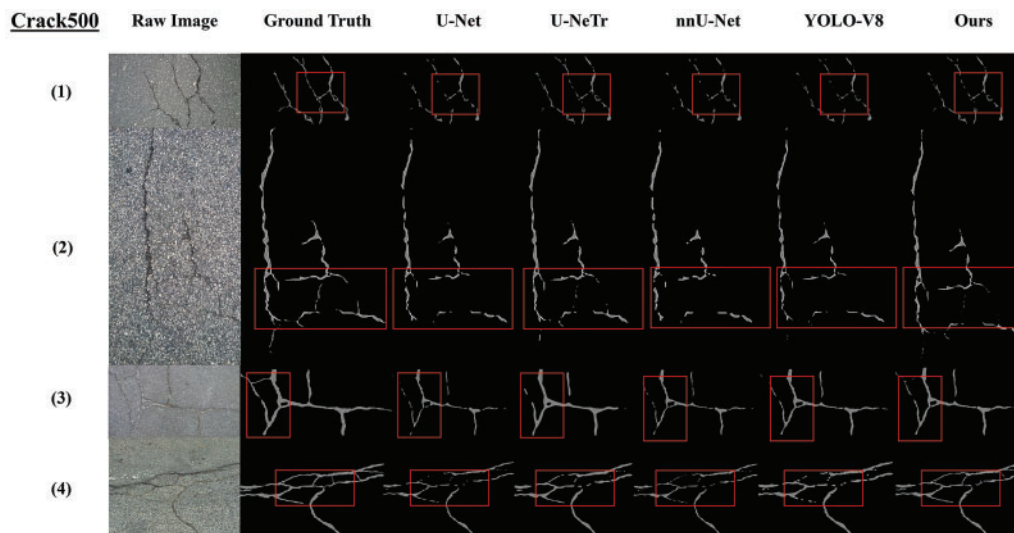 Crack500 Raw Image Ground Truth U-Net U-NeTr nnU-Net YOLO-V8 Ours
(1)
(2)
(3)
(4)